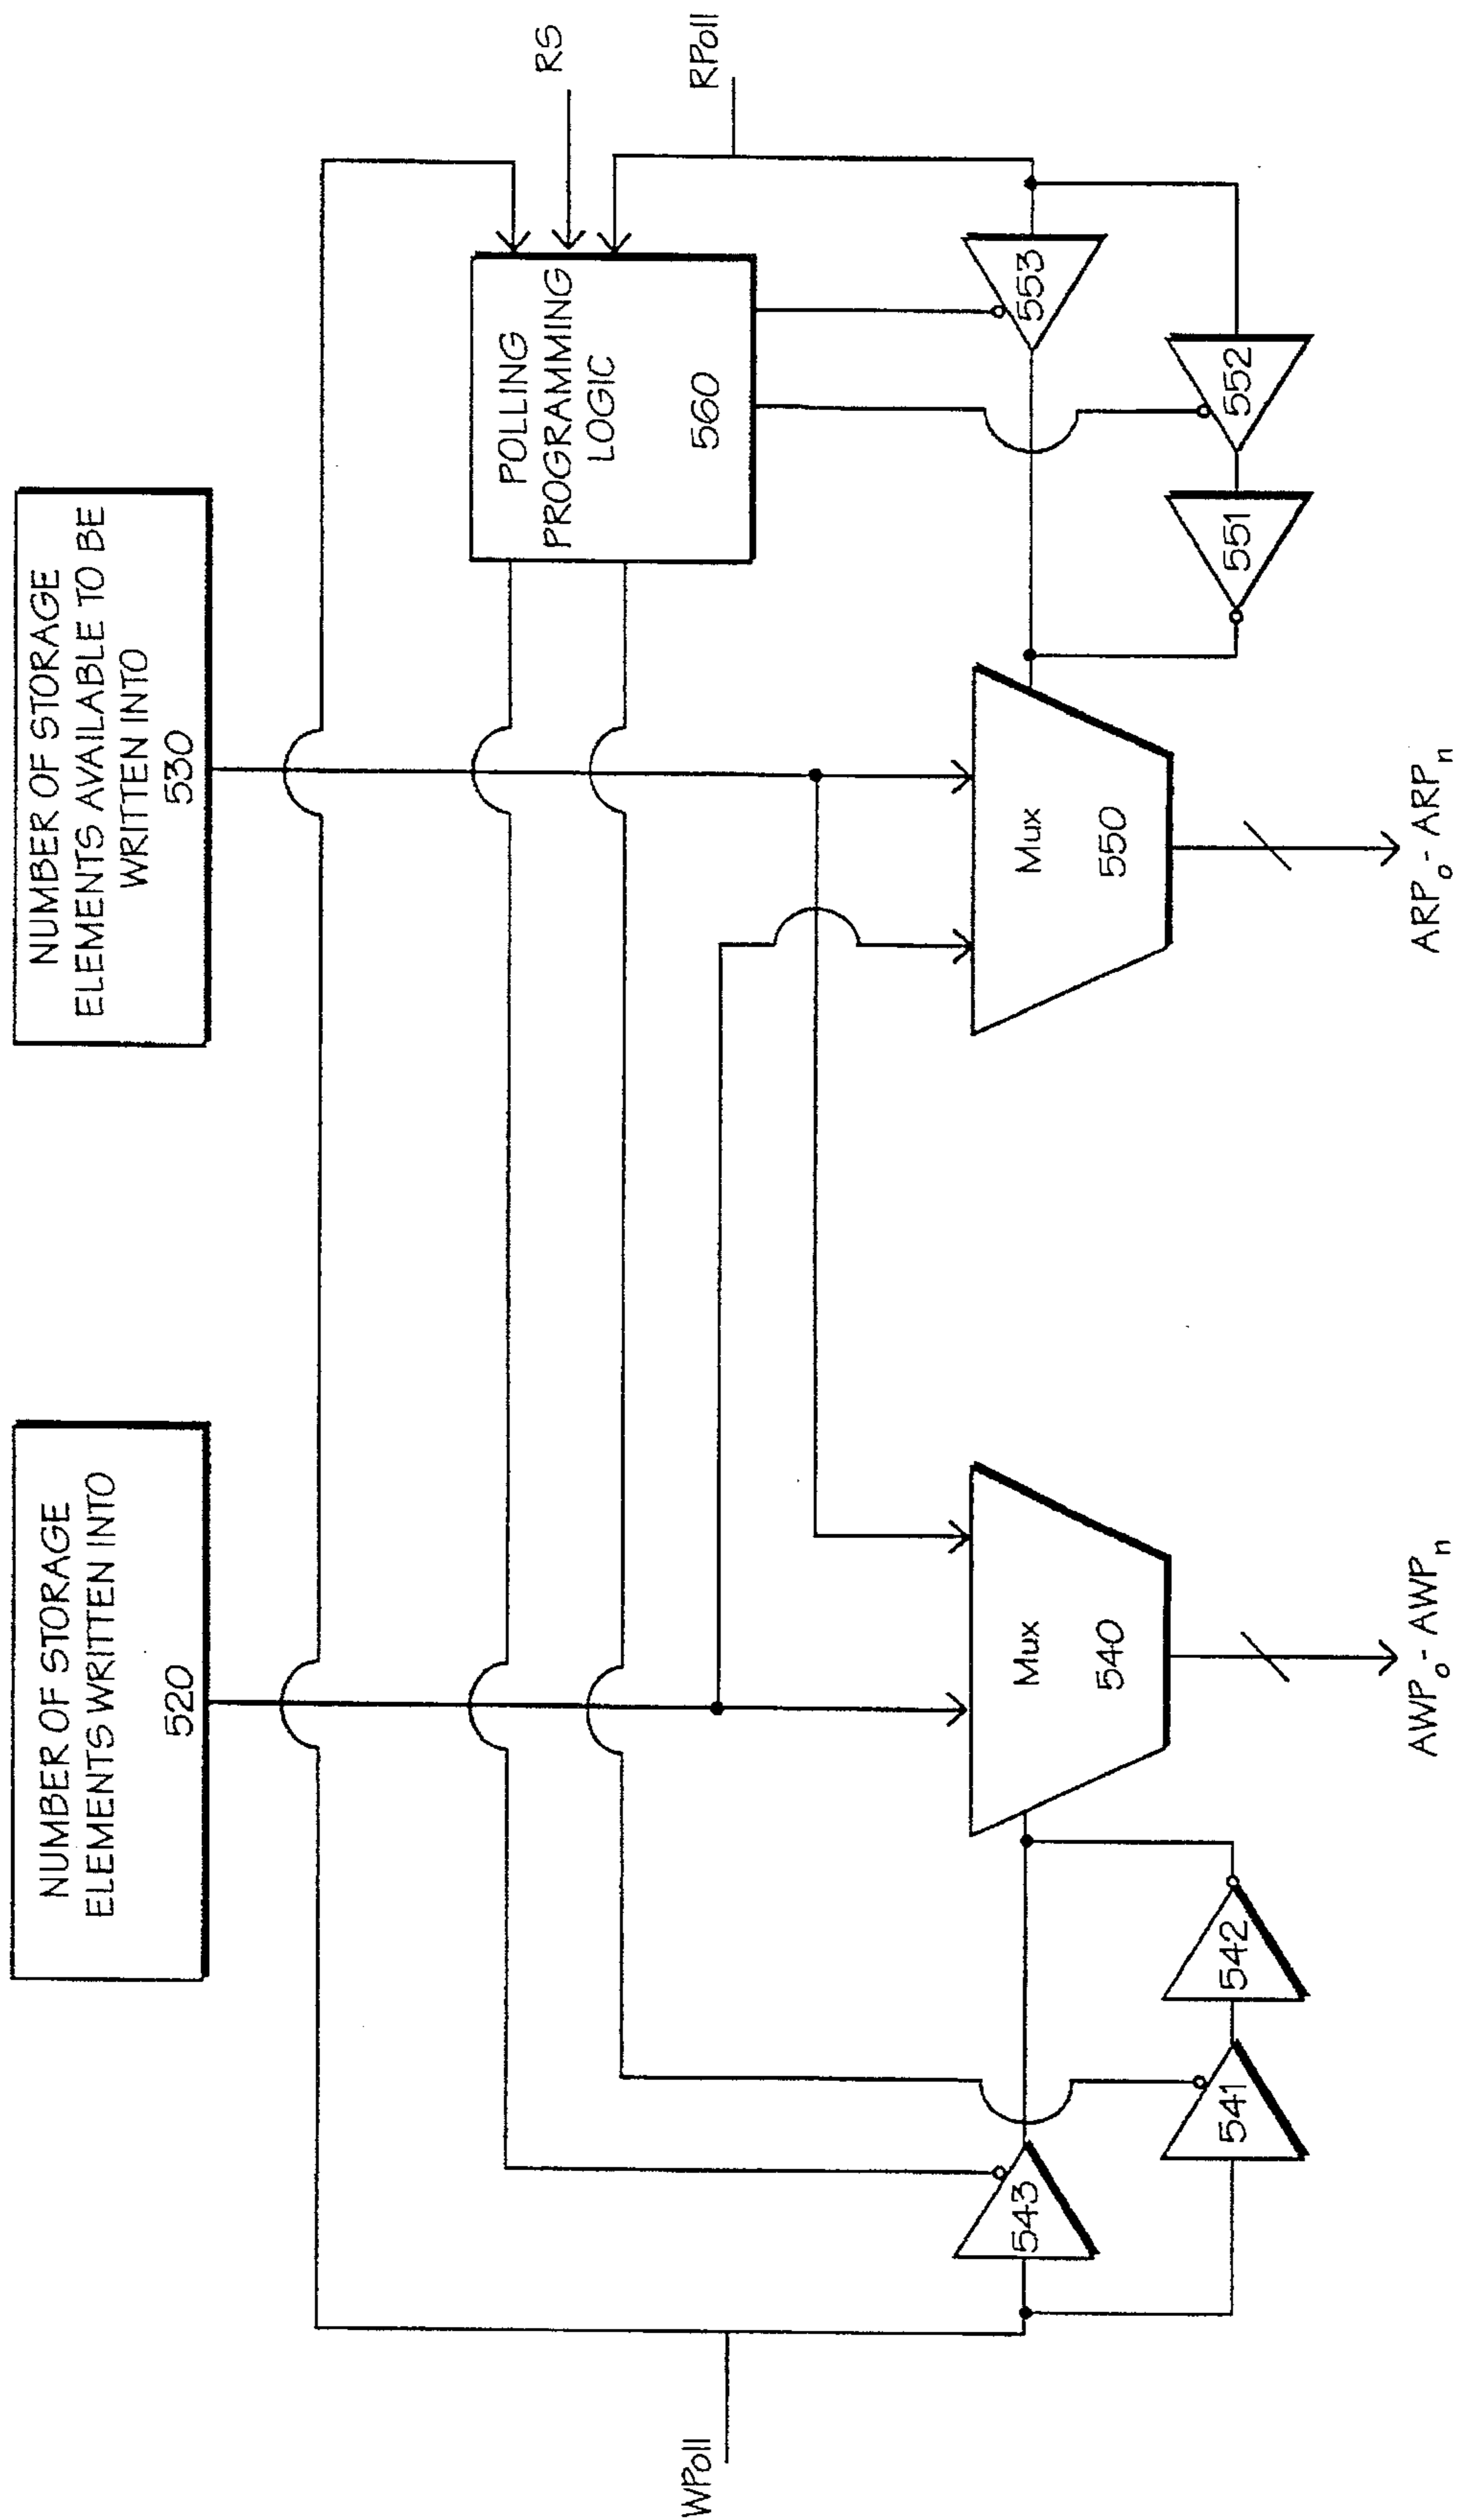 NUMBER OF STORAGE
ELEMENTS WRITTEN INTO
520
NUMBER OF STORAGE
ELEMENTS AVAILABLE TO BE
WRITTEN INTO
530
POLLING
PROGRAMING
LOGIC
560
RS
RPoll
WPoll
543
541
542
Mux
540
Mux
550
553
552
551
AWP0 - AWPn
ARP0 - ARPn